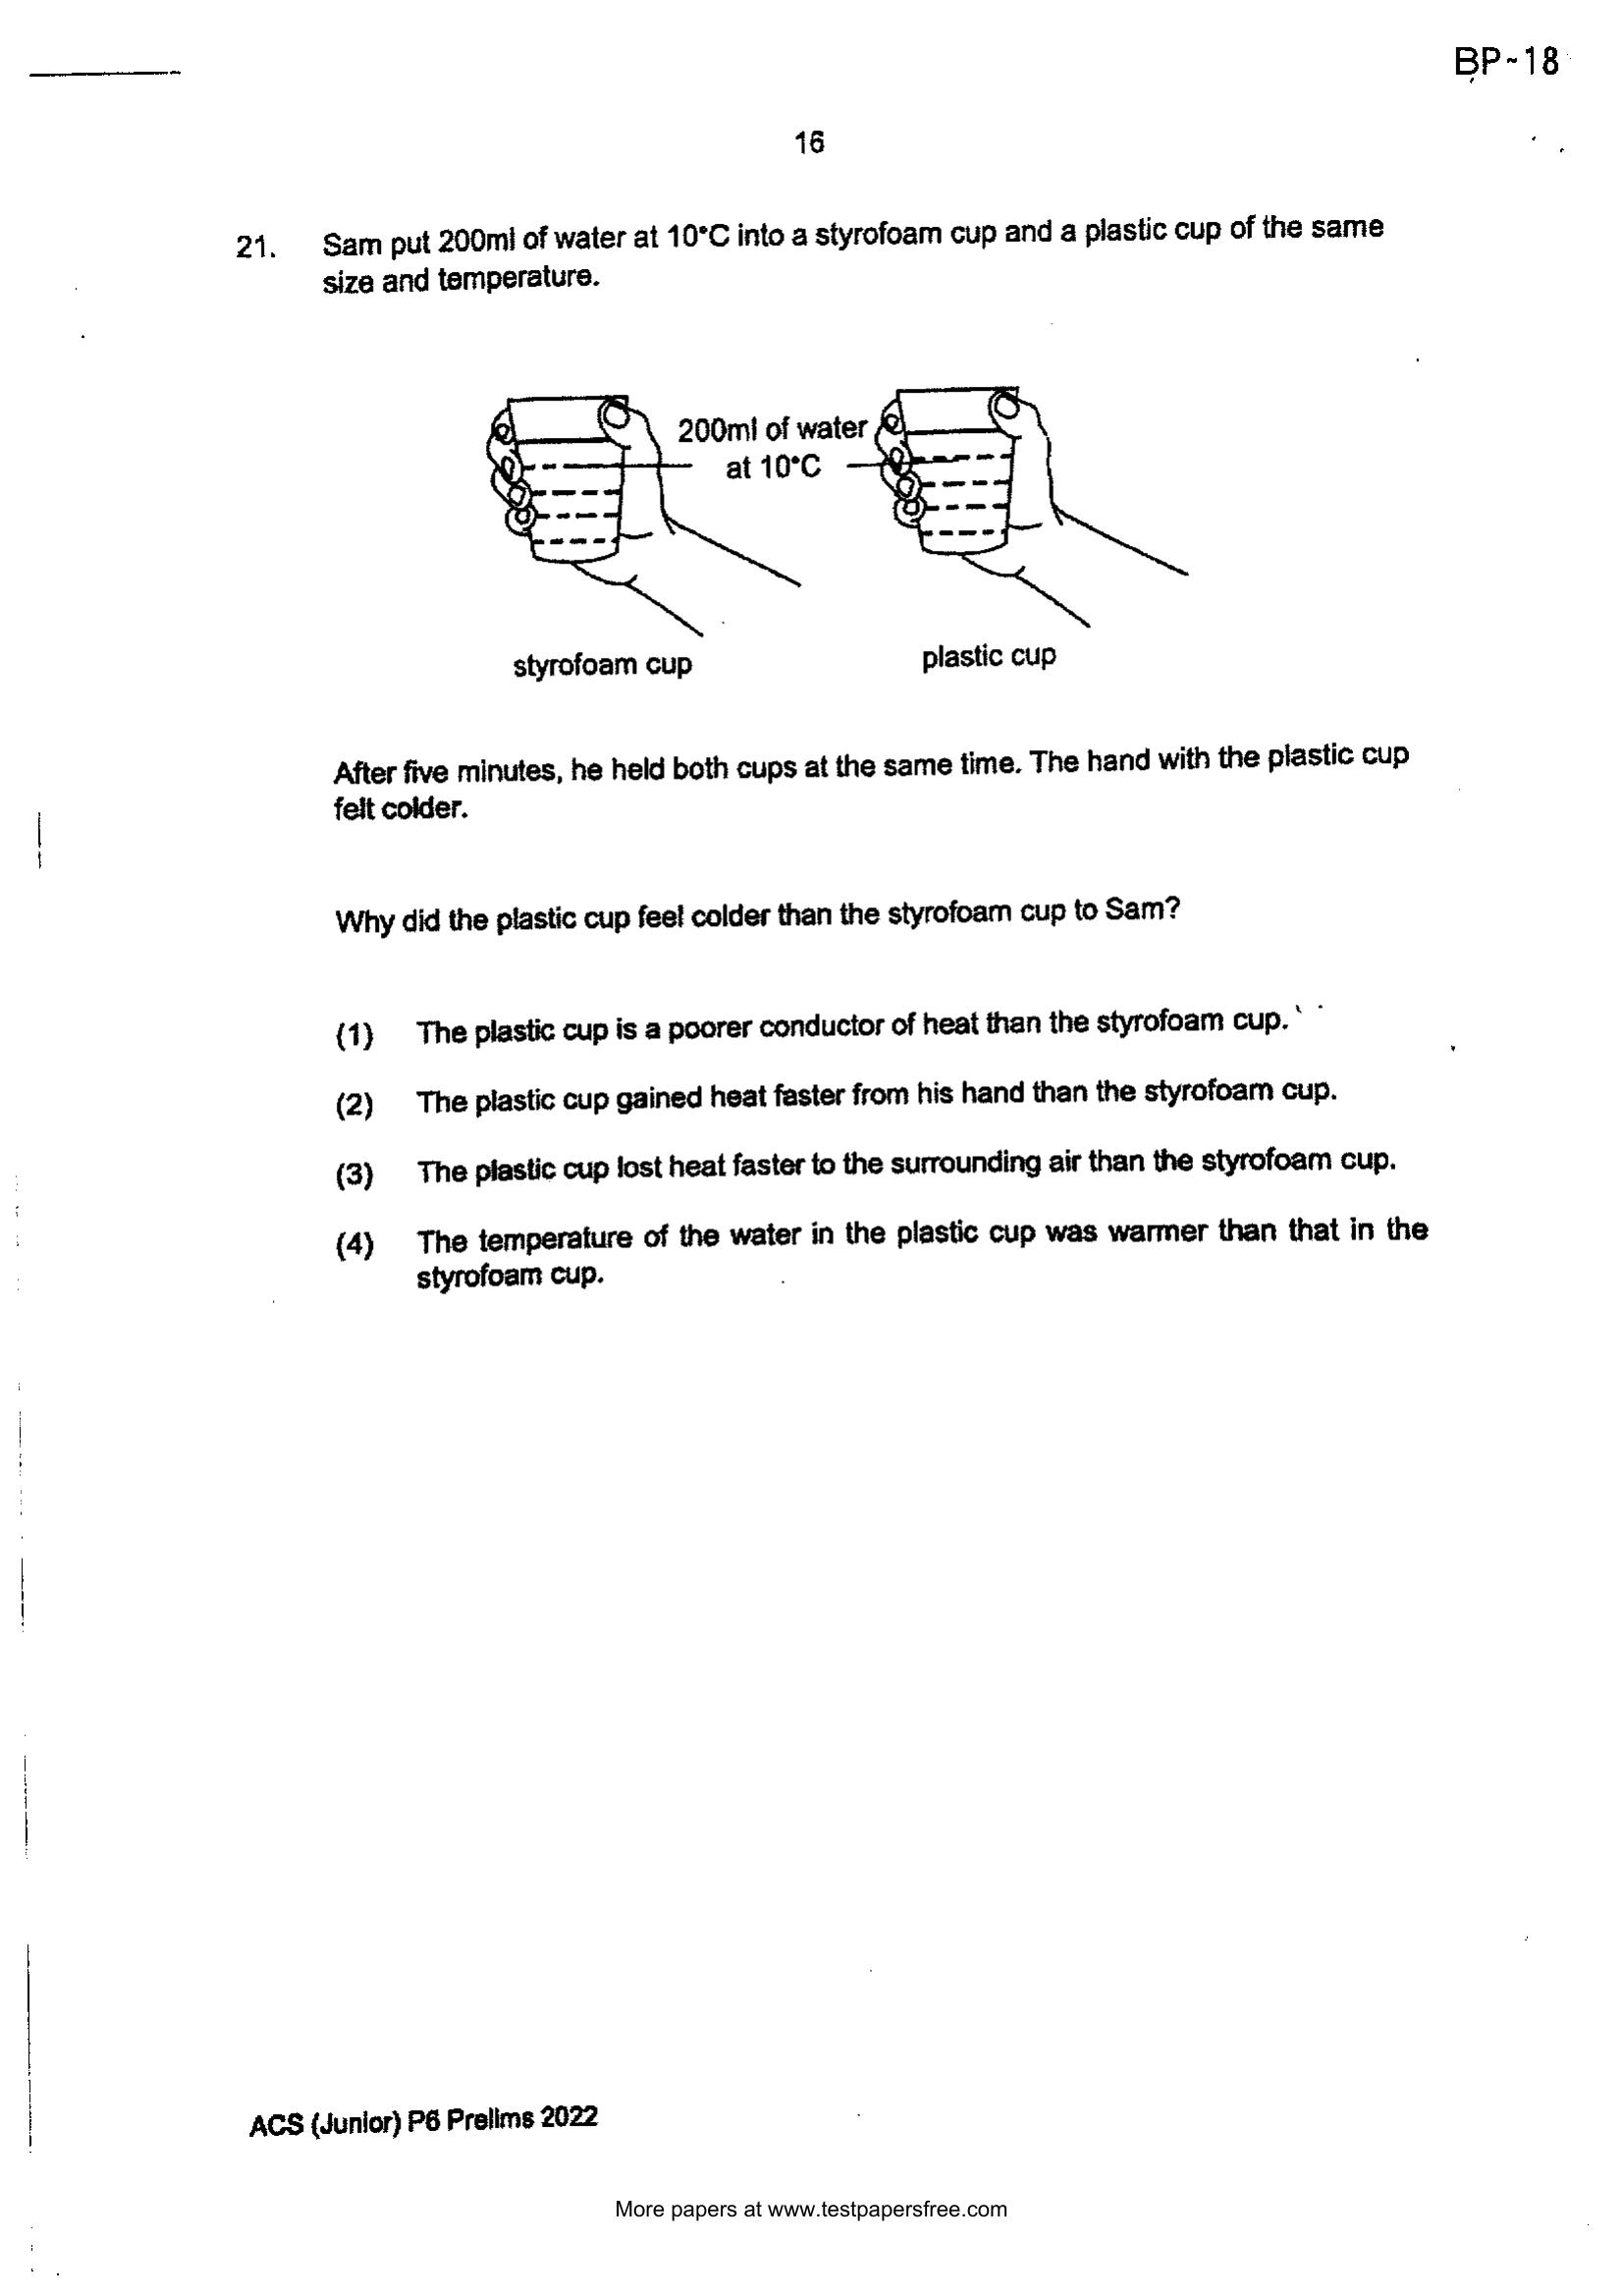 BP-18
16
21. Sam put 200ml of water at 10°C into a styrofoam cup and a plastic cup of the same
size and temperature.
200ml of water
at 10°C
styrofoam cup
plastic cup
After five minutes, he held both cups at the same time. The hand with the plastic cup
felt colder.
Why did the plastic cup feel colder than the styrofoam cup to Sam?
(1) The plastic cup is a poorer conductor of heat than the styrofoam cup.
(2) The plastic cup gained heat faster from his hand than the styrofoam cup.
(3) The plastic cup lost heat faster to the surrounding air than the styrofoam cup.
(4) The temperature of the water in the plastic cup was warmer than that in the
styrofoam cup.
ACS (Junior) P6 Prelims 2022
More papers at www.testpapersfree.com